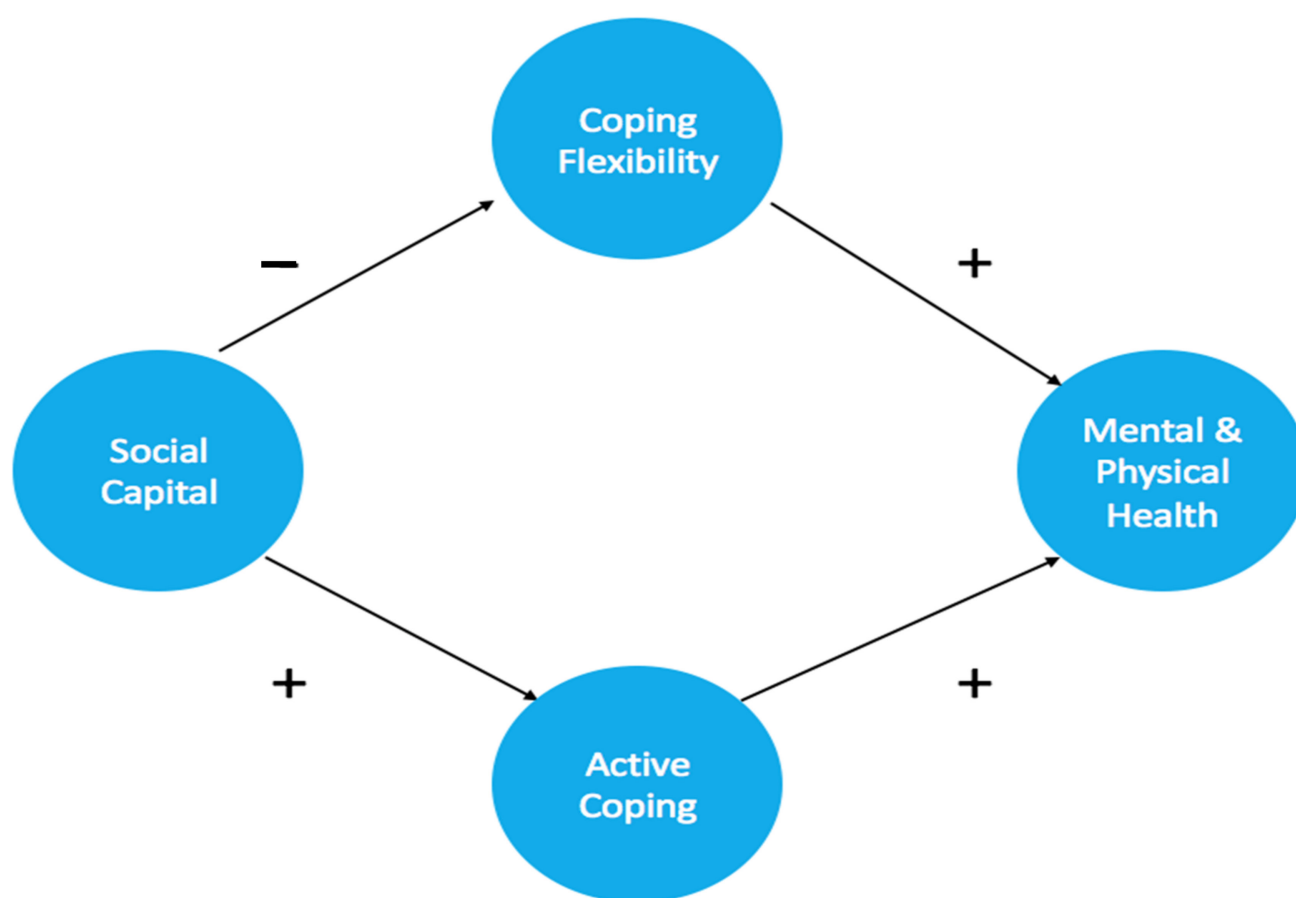 Coping
Flexibility
–
+
Social
Capital
Mental &
Physical
Health
+
+
Active
Coping